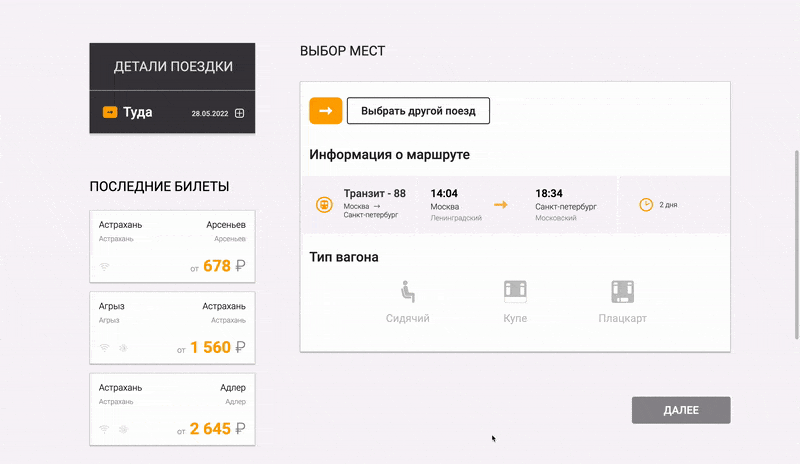 ДЕТАЛИ ПОЕЗДКИ
Туда 28.05.2022
ПОСЛЕДНИЕ БИЛЕТЫ
Астрахань Арсеньев
Астрахань Арсеньев
от 678 ₽
Агрыз Астрахань
Агрыз Астрахань
от 1 560 ₽
Астрахань Адлер
Астрахань Адлер
от 2 645 ₽
ВЫБОР МЕСТ
Выбрать другой поезд
Информация о маршруте
Транзит - 88 14:04 18:34
Москва → Москва Санкт-петербург 2 дня
Санкт-петербург Ленинградский Московский
Тип вагона
Сидячий Купе Плацкарт
ДАЛЕЕ